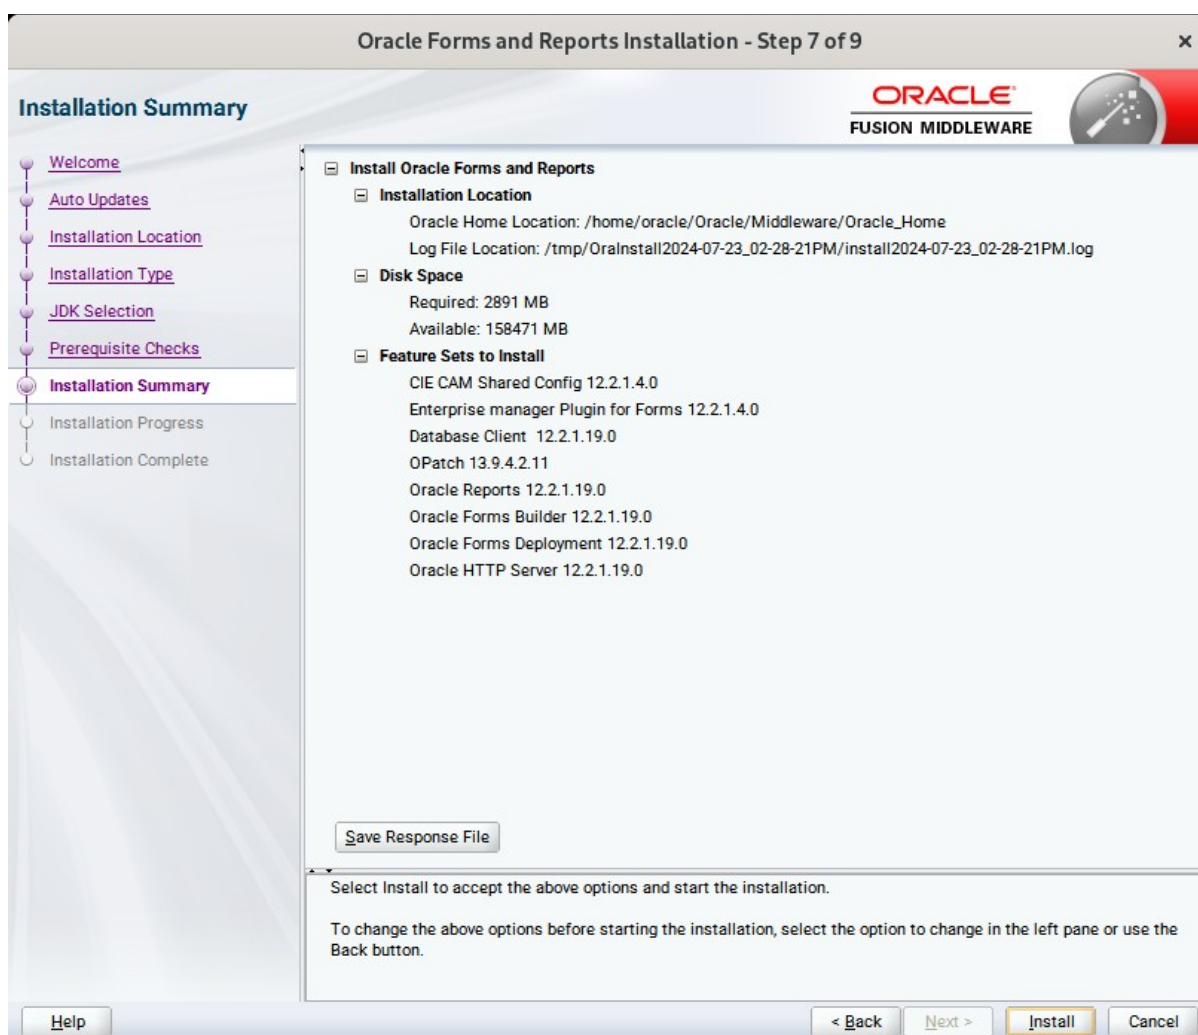 Oracle Forms and Reports Installation - Step 7 of 9
Installation Summary
ORACLE
FUSION MIDDLEWARE
Welcome
Auto Updates
Installation Location
Installation Type
JDK Selection
Prerequisite Checks
Installation Summary
Installation Progress
Installation Complete
Install Oracle Forms and Reports
Installation Location
Oracle Home Location: /home/oracle/Oracle/Middleware/Oracle_Home
Log File Location: /tmp/OraInstall2024-07-23_02-28-21PM/install2024-07-23_02-28-21PM.log
Disk Space
Required: 2891 MB
Available: 158471 MB
Feature Sets to Install
CIE CAM Shared Config 12.2.1.4.0
Enterprise manager Plugin for Forms 12.2.1.4.0
Database Client 12.2.1.19.0
OPatch 13.9.4.2.11
Oracle Reports 12.2.1.19.0
Oracle Forms Builder 12.2.1.19.0
Oracle Forms Deployment 12.2.1.19.0
Oracle HTTP Server 12.2.1.19.0
Save Response File
Select Install to accept the above options and start the installation.
To change the above options before starting the installation, select the option to change in the left pane or use the
Back button.
Help
< Back
Next >
Install
Cancel